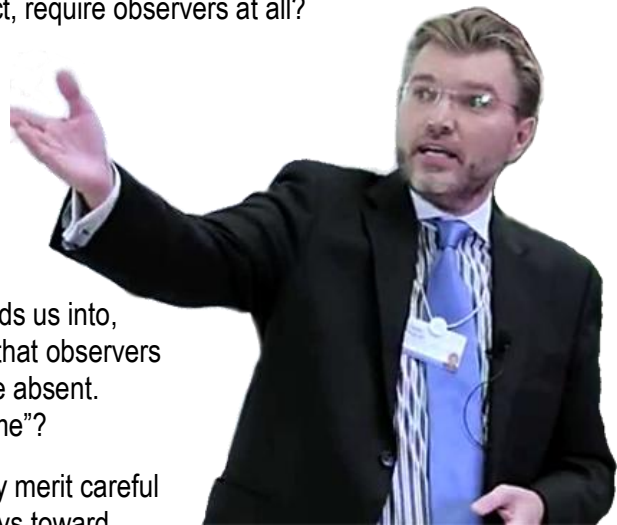 ct, require observers at all?
ds us into,
that observers
e absent.
ne”?
y merit careful
ys toward